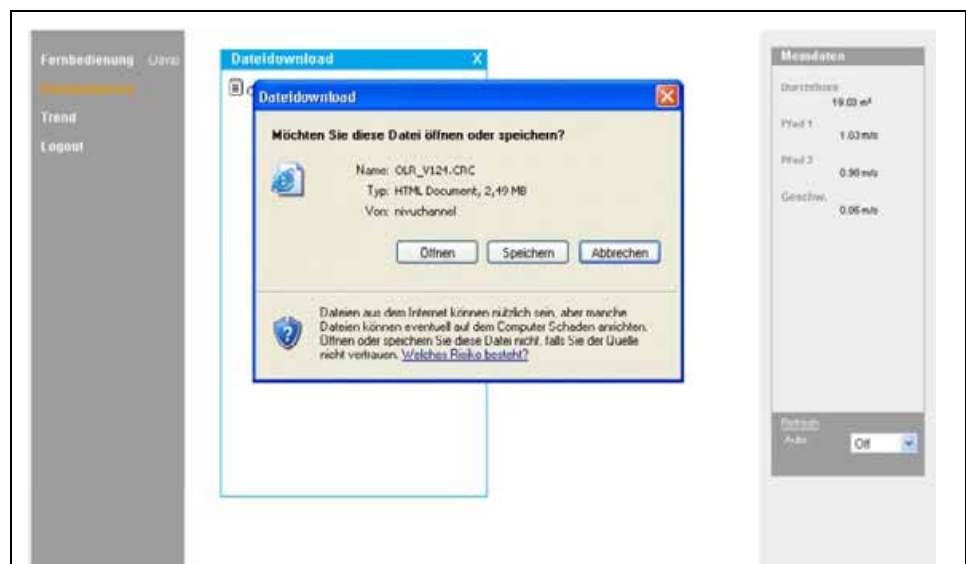 Fernbedienung (Java)
Trend
Logout
Dateidownload X
Dateidownload
Möchten Sie diese Datei öffnen oder speichern?
Name: OLR_V124.CRC
Typ: HTML Document, 2,49 MB
Von: nivuchannel
Öffnen Speichern Abbrechen
Dateien aus dem Internet können nützlich sein, aber manche
Dateien können eventuell auf dem Computer Schaden anrichten.
Öffnen oder speichern Sie diese Datei nicht, falls Sie der Quelle
nicht vertrauen. Welches Risiko besteht?
Messdaten
Durchfluss
19.03 m³
Pfad 1
1.03 m/s
Pfad 2
0.98 m/s
Geschw.
0.06 m/s
Refresh
Auto Off